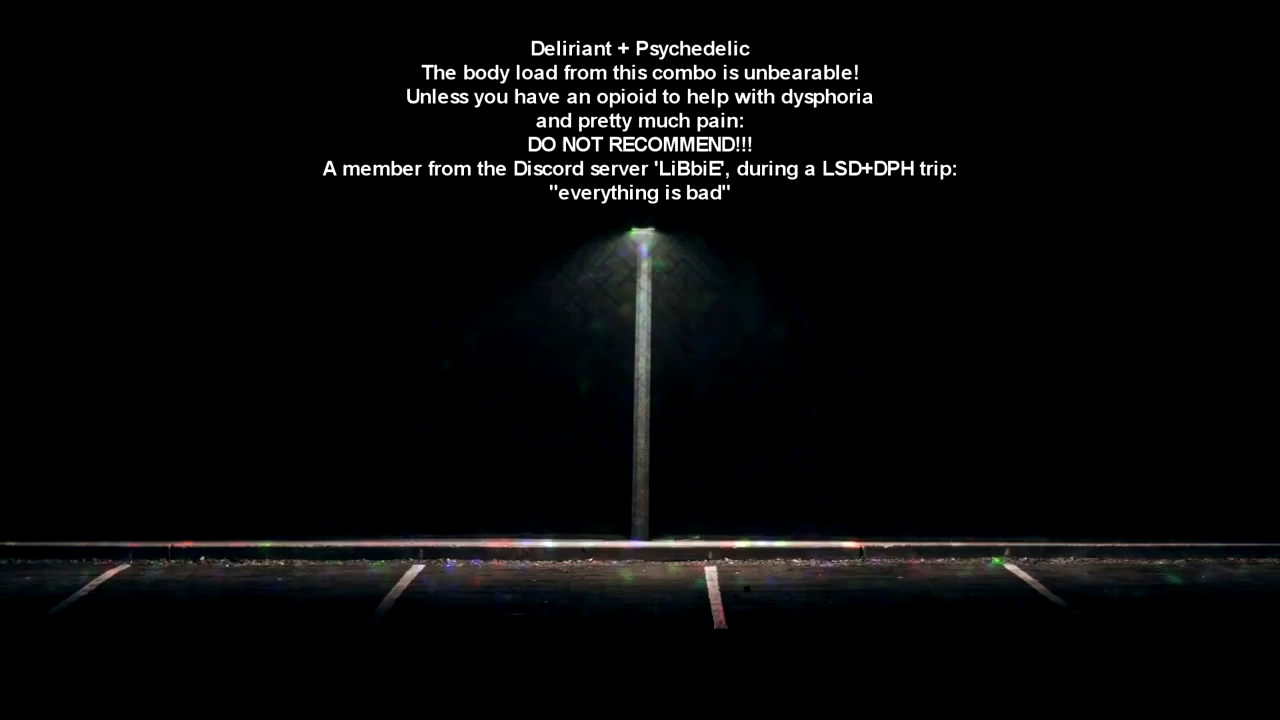 Deliriant + Psychedelic
The body load from this combo is unbearable!
Unless you have an opioid to help with dysphoria
and pretty much pain:
DO NOT RECOMMEND!!!
A member from the Discord server 'LiBbiE', during a LSD+DPH trip:
"everything is bad"